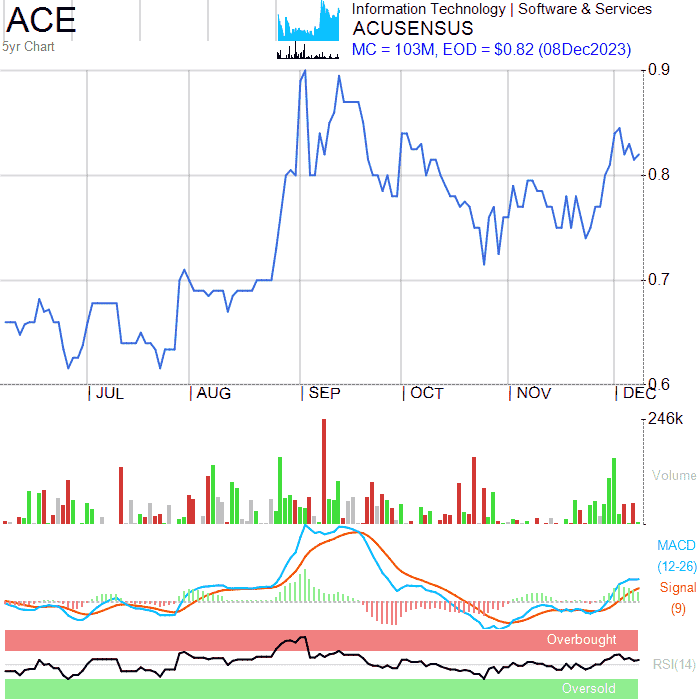 ACE
5yr Chart
Information Technology | Software & Services
ACUSENSUS
MC = 103M, EOD = $0.82 (08Dec2023)
0.9
0.8
0.7
0.6
JUL AUG SEP OCT NOV DEC
246k
Volume
MACD
(12-26)
Signal
(9)
Overbought
RSI(14)
Oversold